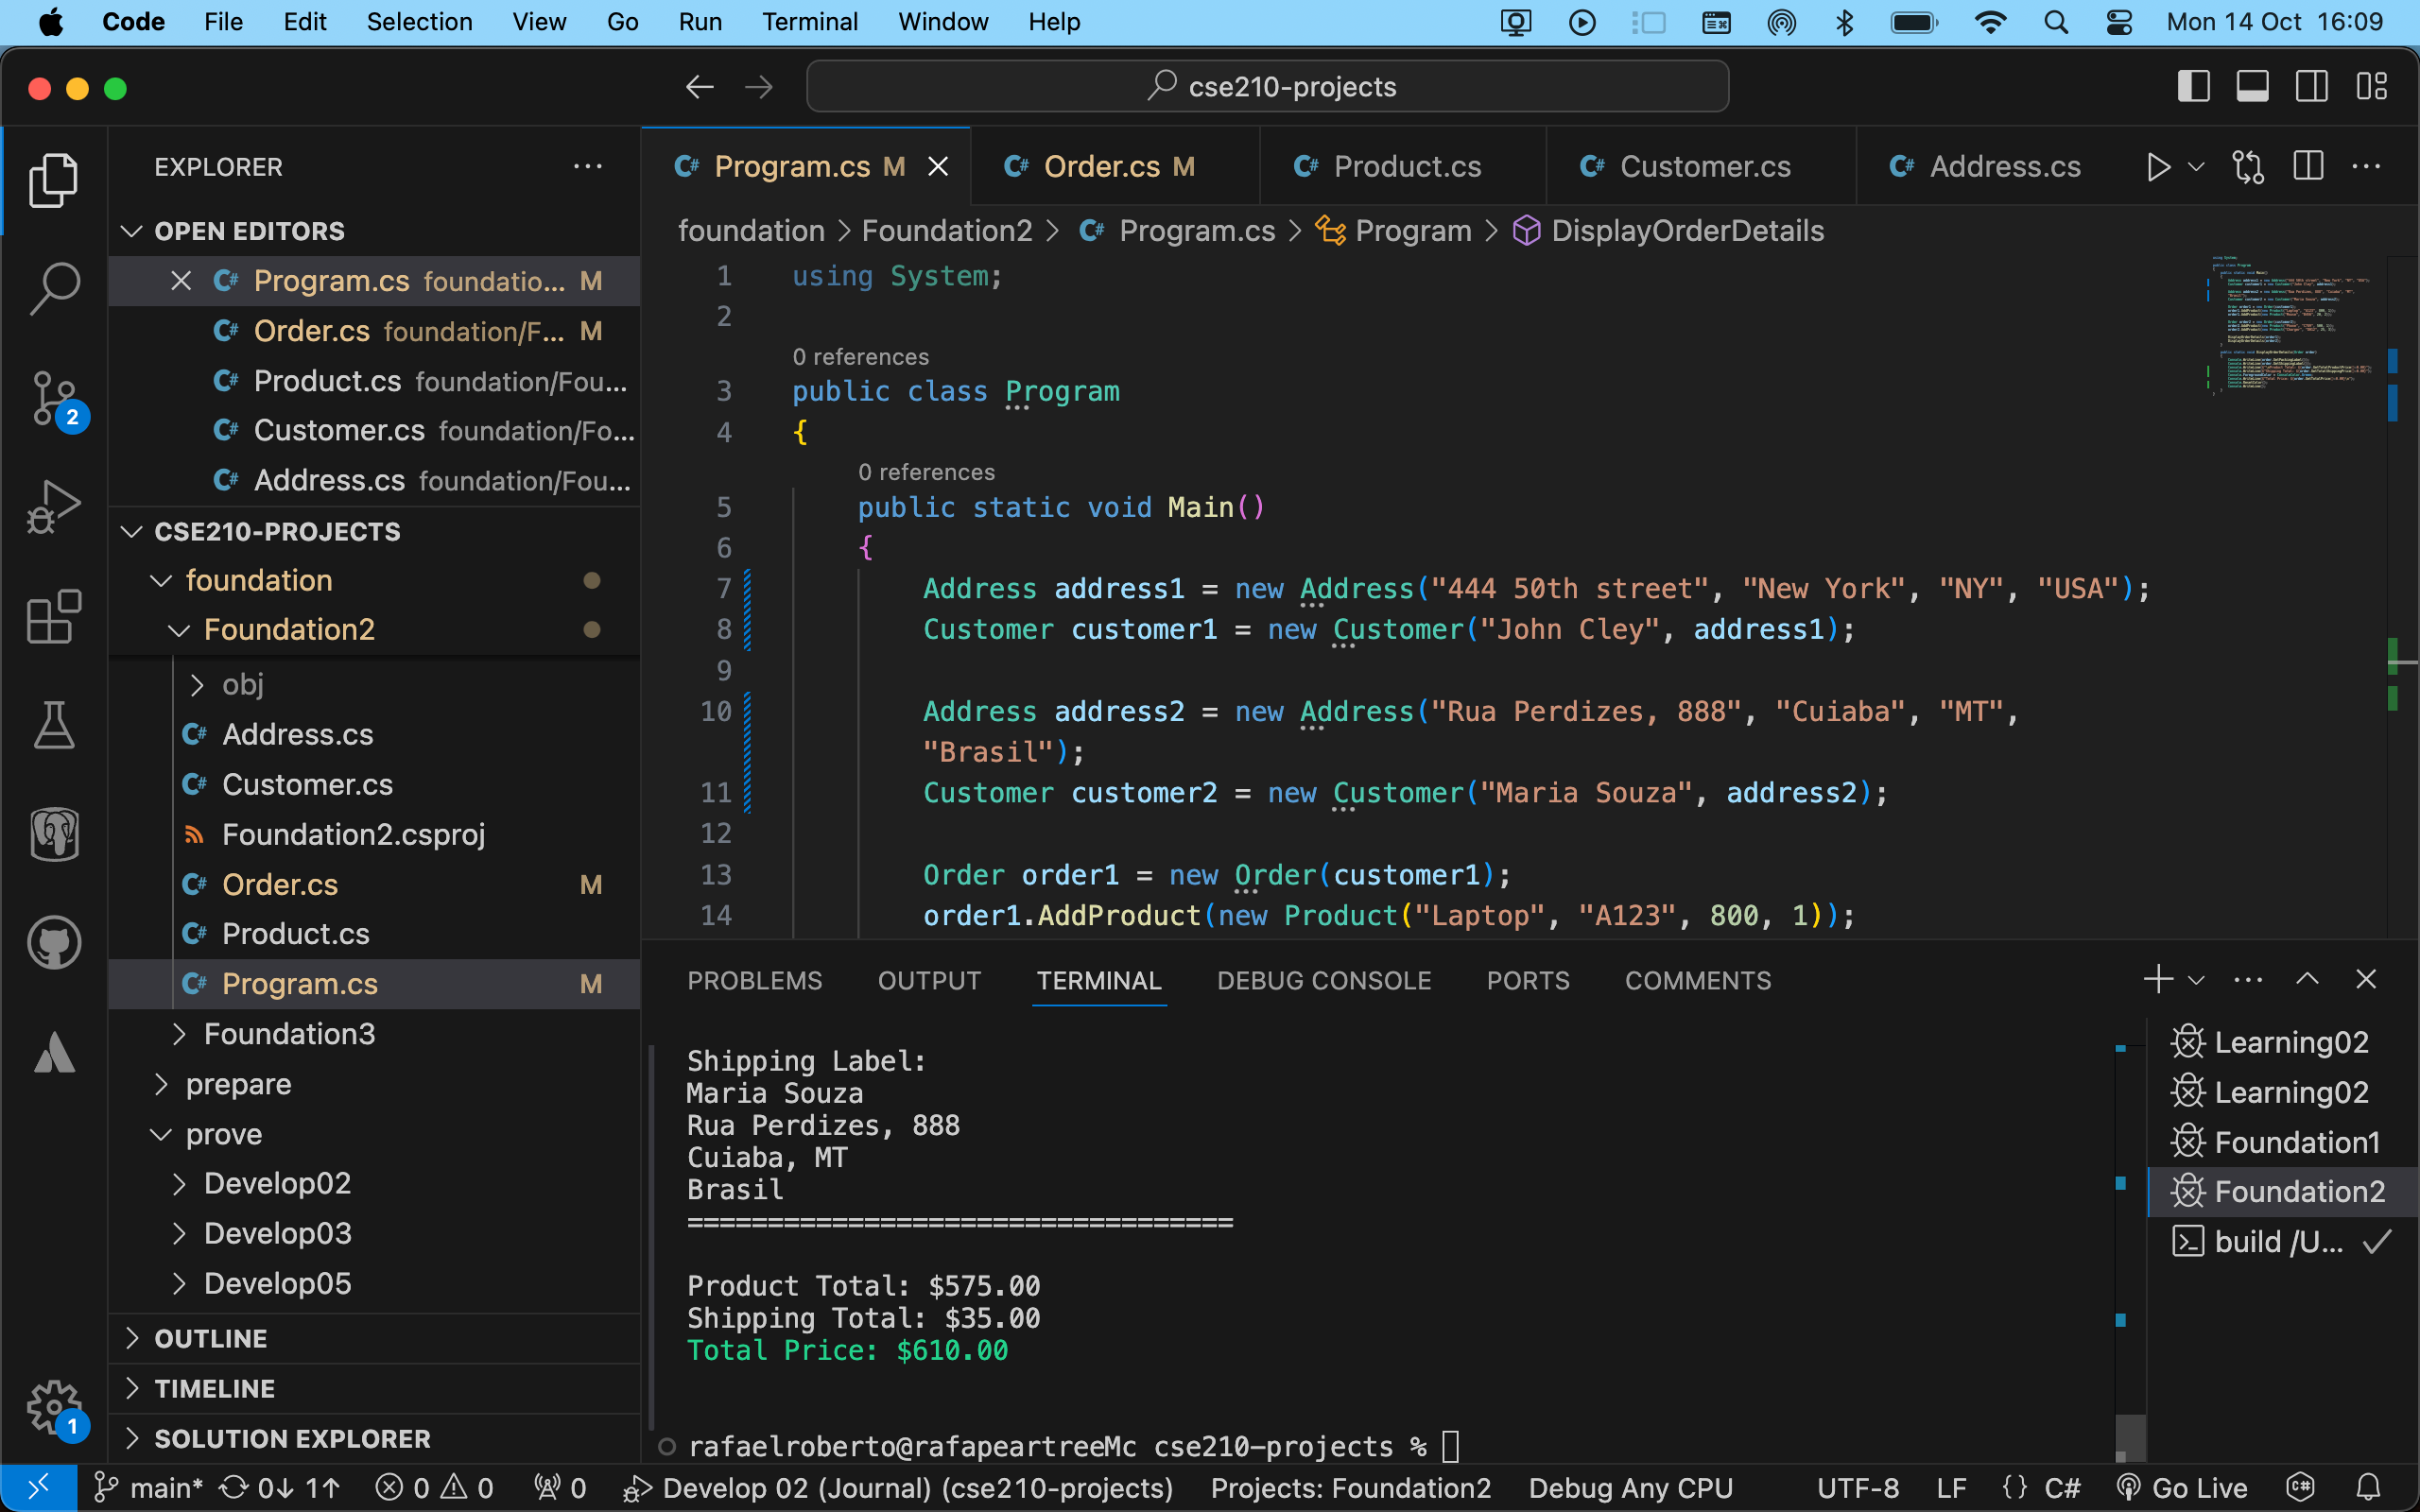 Code File Edit Selection View Go Run Terminal Window Help Mon 14 Oct 16:09
cse210-projects
EXPLORER
OPEN EDITORS
Program.cs foundatio... M
Order.cs foundation/F... M
Product.cs foundation/Fou...
Customer.cs foundation/Fo...
Address.cs foundation/Fou...
CSE210-PROJECTS
foundation
Foundation2
obj
Address.cs
Customer.cs
Foundation2.csproj
Order.cs M
Product.cs
Program.cs M
Foundation3
prepare
prove
Develop02
Develop03
Develop05
OUTLINE
TIMELINE
SOLUTION EXPLORER
2
1
Program.cs M Order.cs M Product.cs Customer.cs Address.cs
foundation > Foundation2 > Program.cs > Program > DisplayOrderDetails
1 using System;
2
0 references
3 public class Program
4 {
0 references
5 public static void Main()
6 {
7 Address address1 = new Address("444 50th street", "New York", "NY", "USA");
8 Customer customer1 = new Customer("John Cley", address1);
9
10 Address address2 = new Address("Rua Perdizes, 888", "Cuiaba", "MT",
"Brasil");
11 Customer customer2 = new Customer("Maria Souza", address2);
12
13 Order order1 = new Order(customer1);
14 order1.AddProduct(new Product("Laptop", "A123", 800, 1));
PROBLEMS OUTPUT TERMINAL DEBUG CONSOLE PORTS COMMENTS
Shipping Label:
Maria Souza
Rua Perdizes, 888
Cuiaba, MT
Brasil
==================================
Product Total: $575.00
Shipping Total: $35.00
Total Price: $610.00
rafaelroberto@rafapeartreeMc cse210-projects %
Learning02
Learning02
Foundation1
Foundation2
build /U...
main* 0↓ 1↑ 0 0 0 Develop 02 (Journal) (cse210-projects) Projects: Foundation2 Debug Any CPU UTF-8 LF {} C# Go Live